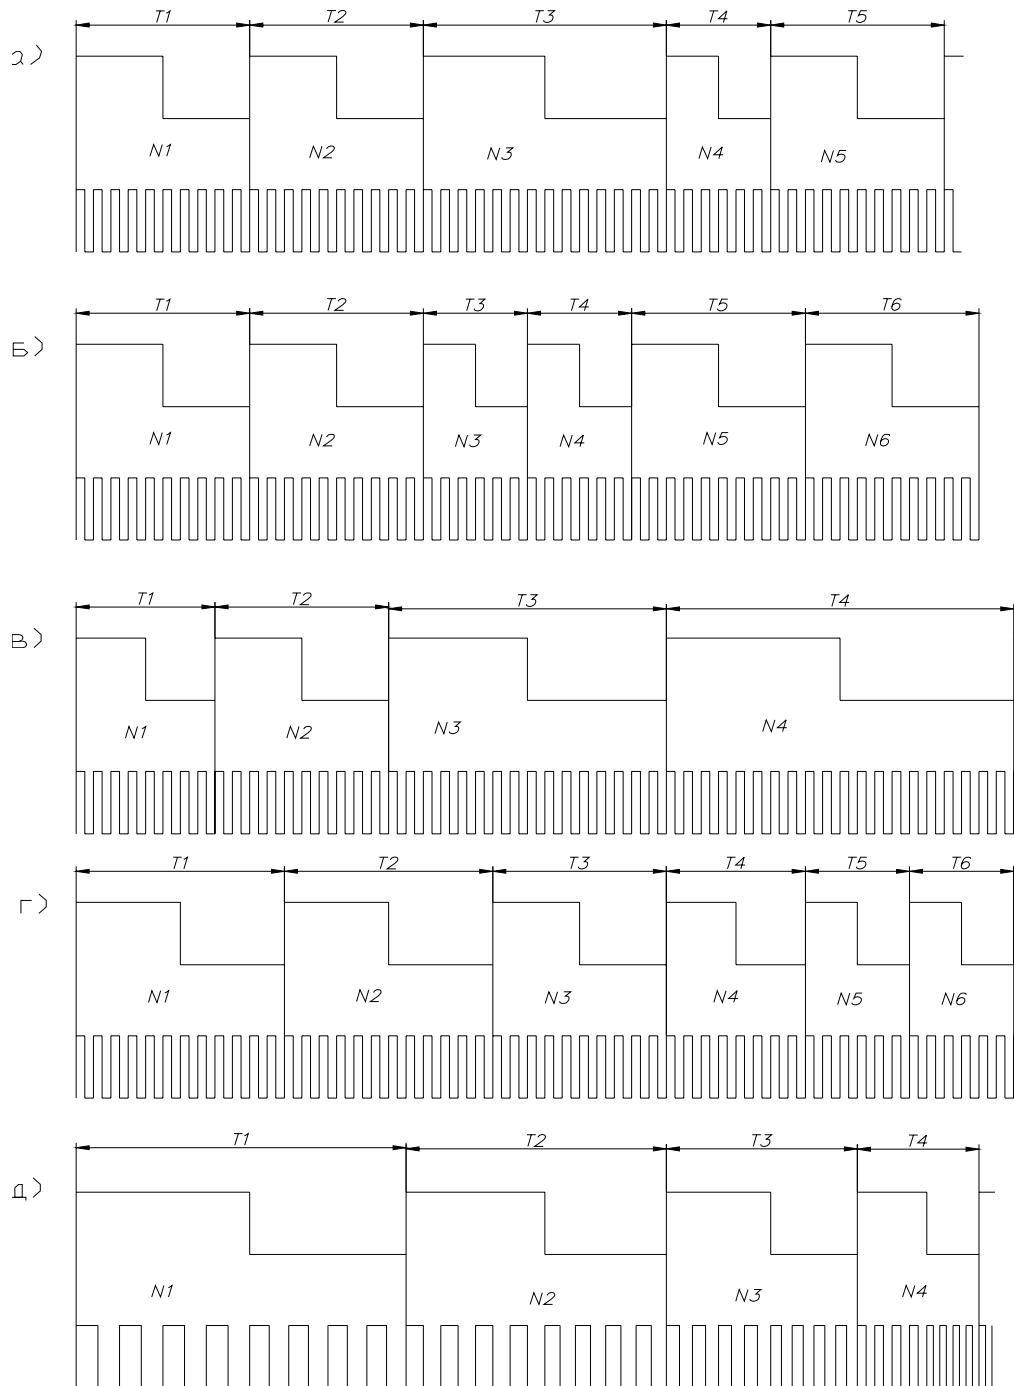 T1 T2 T3 T4 T5
а)
N1 N2 N3 N4 N5
T1 T2 T3 T4 T5 T6
Б)
N1 N2 N3 N4 N5 N6
T1 T2 T3 T4
В)
N1 N2 N3 N4
T1 T2 T3 T4 T5 T6
Г)
N1 N2 N3 N4 N5 N6
T1 T2 T3 T4
Д)
N1 N2 N3 N4